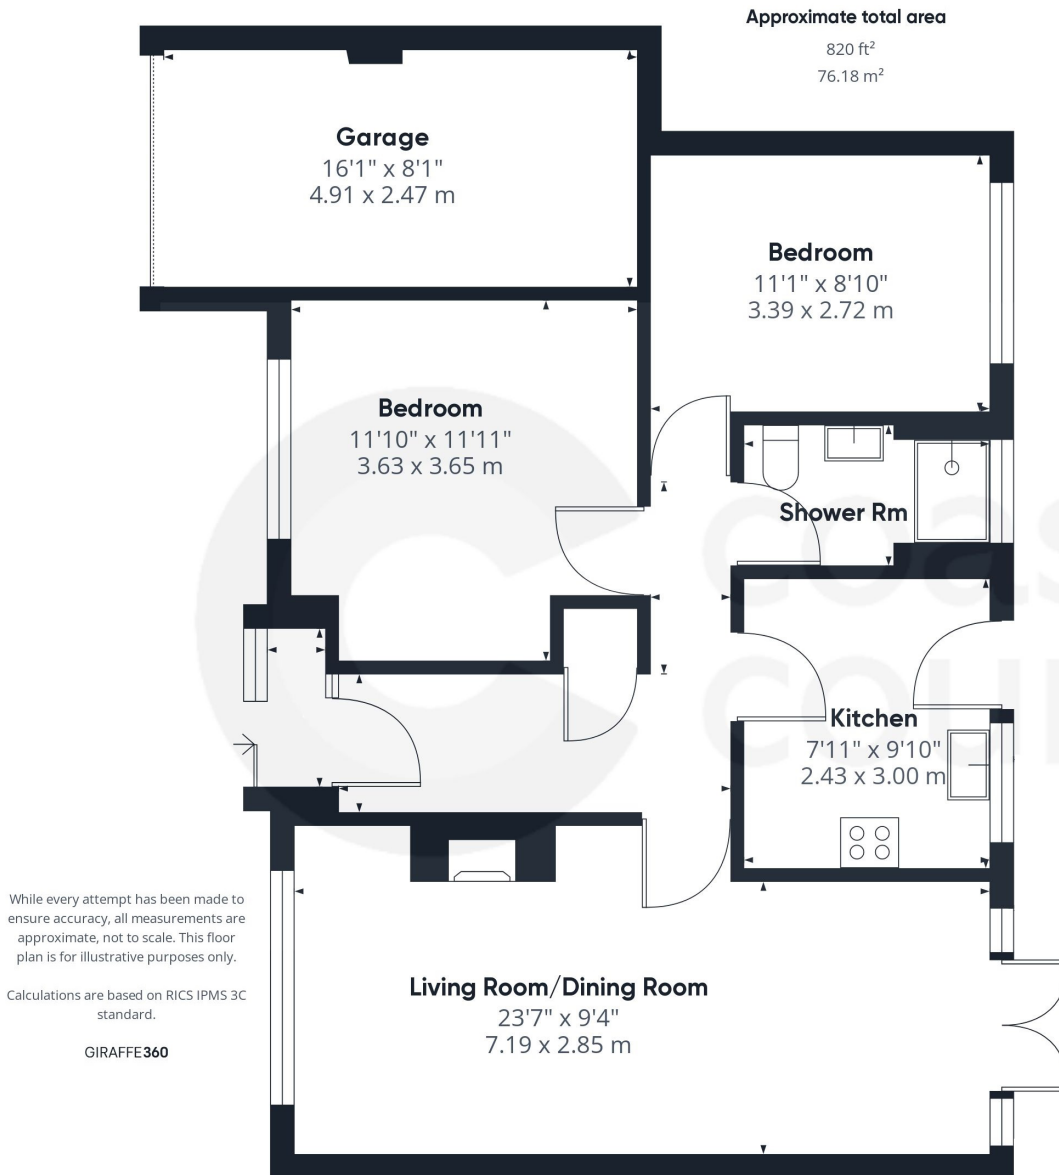 Approximate total area
820 ft²
76.18 m²
Garage
16'1" x 8'1"
4.91 x 2.47 m
Bedroom
11'1" x 8'10"
3.39 x 2.72 m
Bedroom
11'10" x 11'11"
3.63 x 3.65 m
Shower Rm
Kitchen
7'11" x 9'10"
2.43 x 3.00 m
While every attempt has been made to
ensure accuracy, all measurements are
approximate, not to scale. This floor
plan is for illustrative purposes only.
Calculations are based on RICS IPMS 3C
standard.
GIRAFFE360
Living Room/Dining Room
23'7" x 9'4"
7.19 x 2.85 m